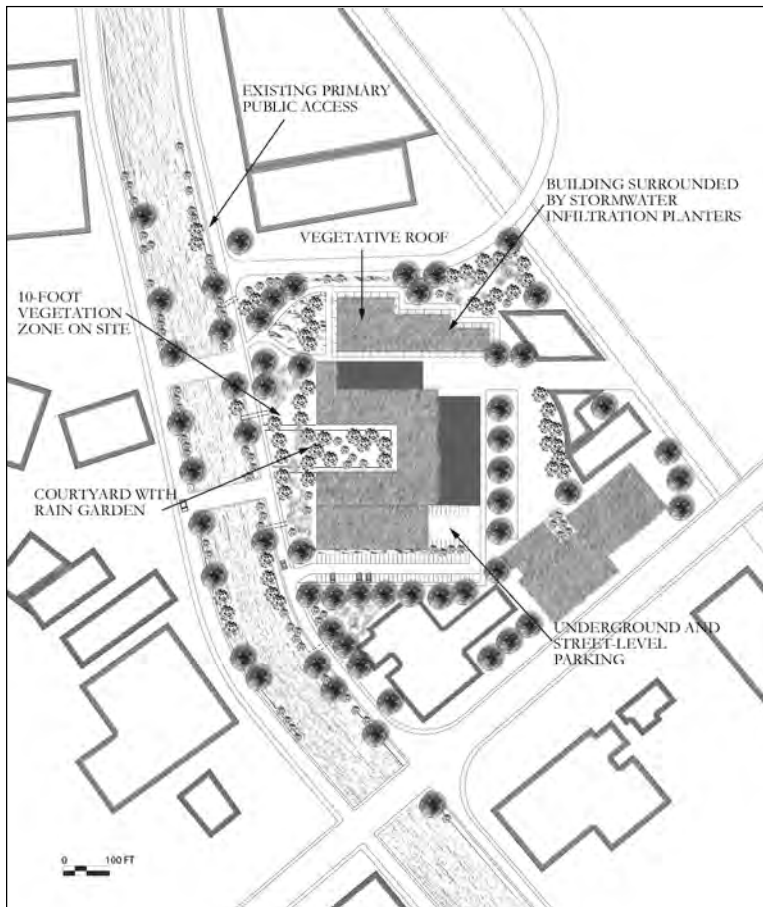 EXISTING PRIMARY
PUBLIC ACCESS
BUILDING SURROUNDED
BY STORMWATER
INFILTRATION PLANTERS
VEGETATIVE ROOF
10-FOOT
VEGETATION
ZONE ON SITE
COURTYARD WITH
RAIN GARDEN
UNDERGROUND AND
STREET-LEVEL
PARKING
0 100 FT